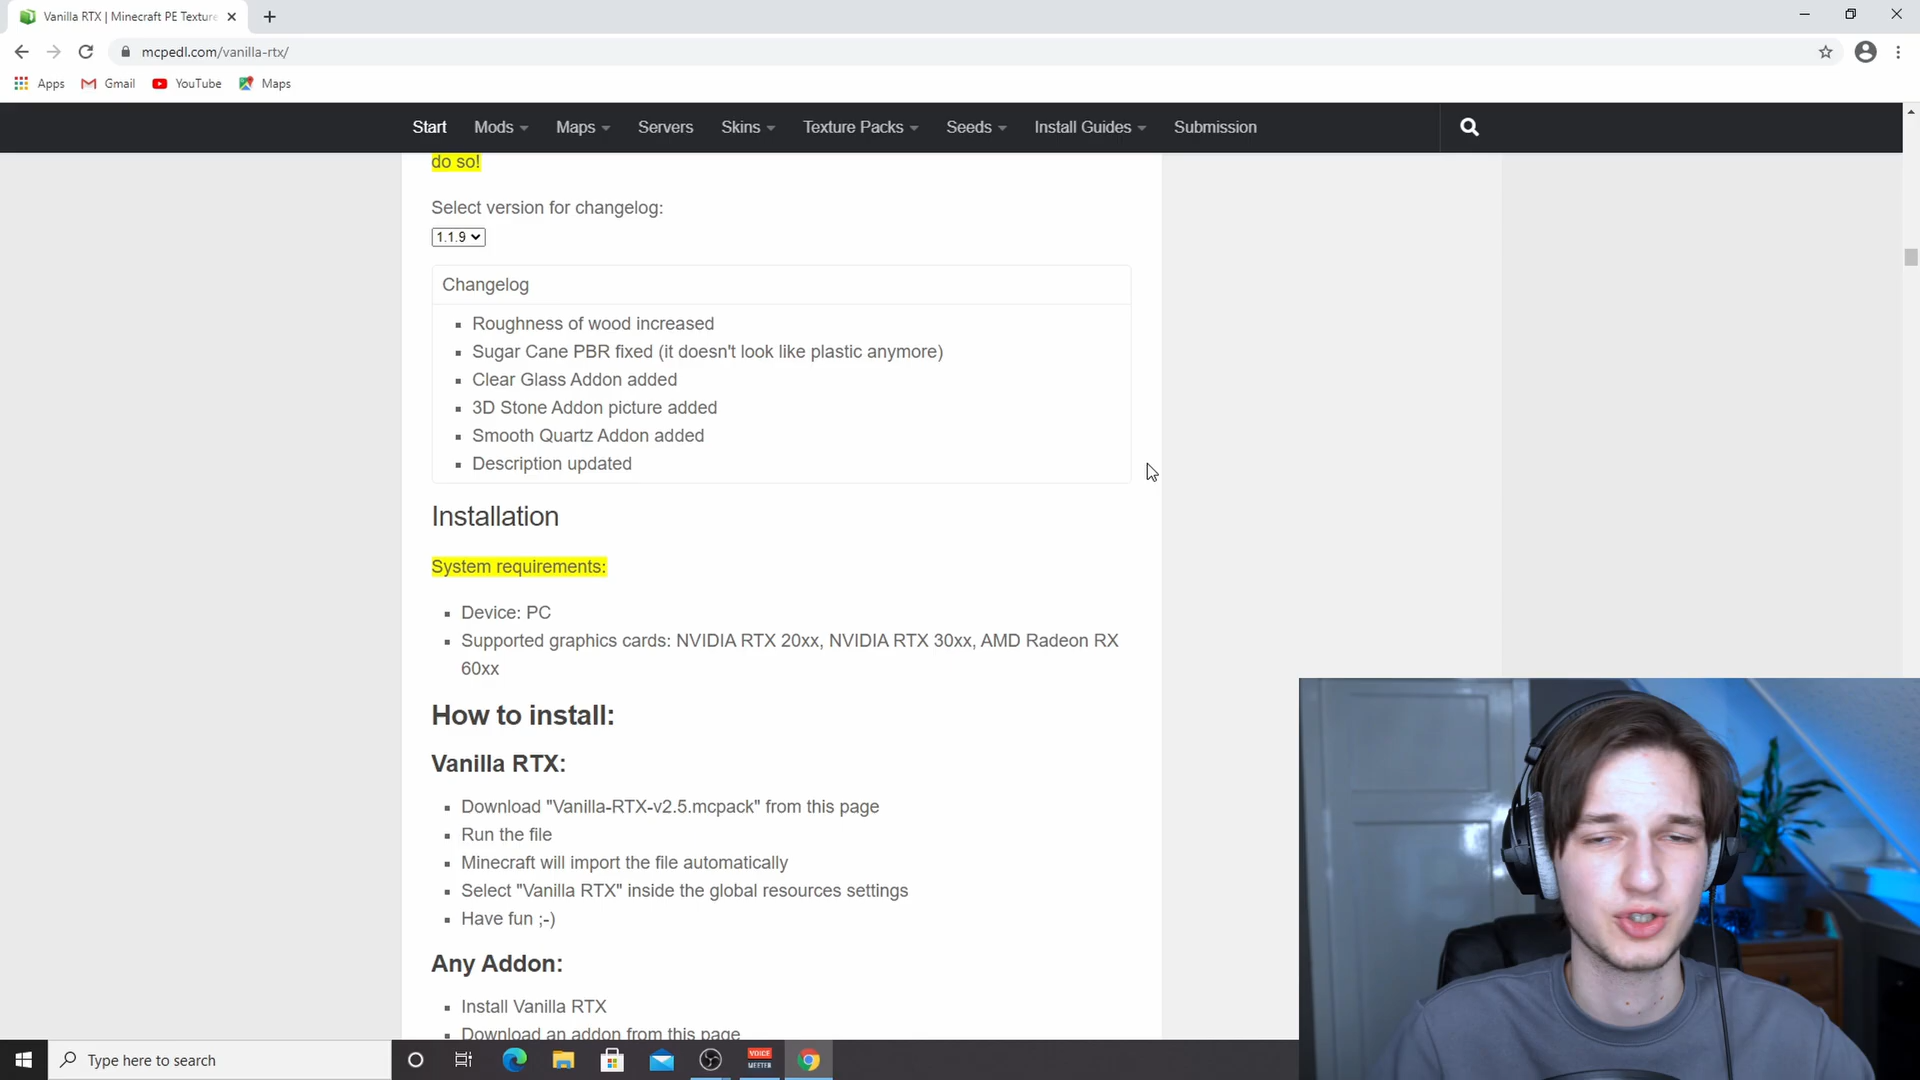 Vanilla RTX | Minecraft PE Texture
mcpedl.com/vanilla-rtx/
Apps Gmail YouTube Maps
Start Mods Maps Servers Skins Texture Packs Seeds Install Guides Submission
do so!
Select version for changelog:
1.1.9
Changelog
Roughness of wood increased
Sugar Cane PBR fixed (it doesn't look like plastic anymore)
Clear Glass Addon added
3D Stone Addon picture added
Smooth Quartz Addon added
Description updated
Installation
System requirements:
Device: PC
Supported graphics cards: NVIDIA RTX 20xx, NVIDIA RTX 30xx, AMD Radeon RX
60xx
How to install:
Vanilla RTX:
Download "Vanilla-RTX-v2.5.mcpack" from this page
Run the file
Minecraft will import the file automatically
Select "Vanilla RTX" inside the global resources settings
Have fun ;-)
Any Addon:
Install Vanilla RTX
Download an addon from this page
Type here to search
VOICE
MEETER